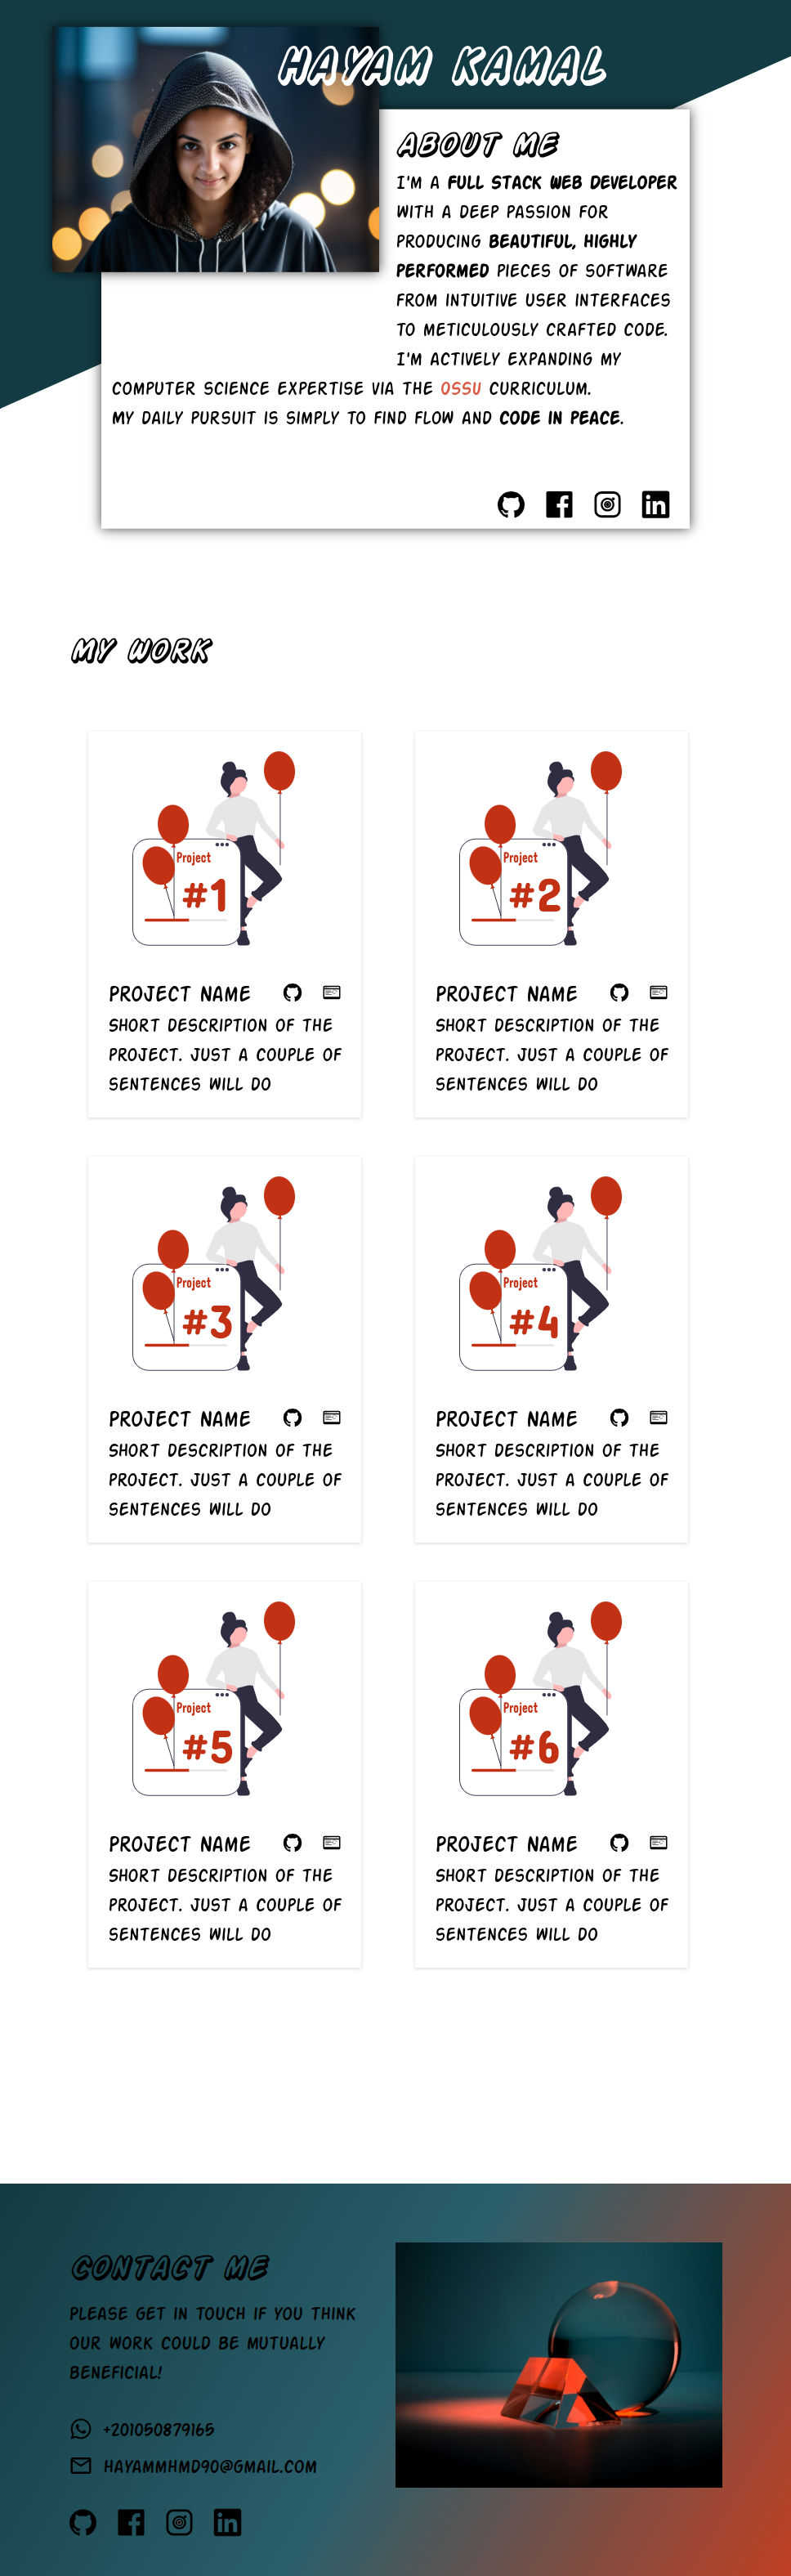 HAYAM KAMAL
ABOUT ME
I'M A FULL STACK WEB DEVELOPER
WITH A DEEP PASSION FOR
PRODUCING BEAUTIFUL, HIGHLY
PERFORMED PIECES OF SOFTWARE
FROM INTUITIVE USER INTERFACES
TO METICULOUSLY CRAFTED CODE.
I'M ACTIVELY EXPANDING MY
COMPUTER SCIENCE EXPERTISE VIA THE OSSU CURRICULUM.
MY DAILY PURSUIT IS SIMPLY TO FIND FLOW AND CODE IN PEACE.
MY WORK
Project
#1
PROJECT NAME
SHORT DESCRIPTION OF THE
PROJECT. JUST A COUPLE OF
SENTENCES WILL DO
Project
#2
PROJECT NAME
SHORT DESCRIPTION OF THE
PROJECT. JUST A COUPLE OF
SENTENCES WILL DO
Project
#3
PROJECT NAME
SHORT DESCRIPTION OF THE
PROJECT. JUST A COUPLE OF
SENTENCES WILL DO
Project
#4
PROJECT NAME
SHORT DESCRIPTION OF THE
PROJECT. JUST A COUPLE OF
SENTENCES WILL DO
Project
#5
PROJECT NAME
SHORT DESCRIPTION OF THE
PROJECT. JUST A COUPLE OF
SENTENCES WILL DO
Project
#6
PROJECT NAME
SHORT DESCRIPTION OF THE
PROJECT. JUST A COUPLE OF
SENTENCES WILL DO
CONTACT ME
PLEASE GET IN TOUCH IF YOU THINK
OUR WORK COULD BE MUTUALLY
BENEFICIAL!
+201050879165
HAYAMMHMD90@GMAIL.COM